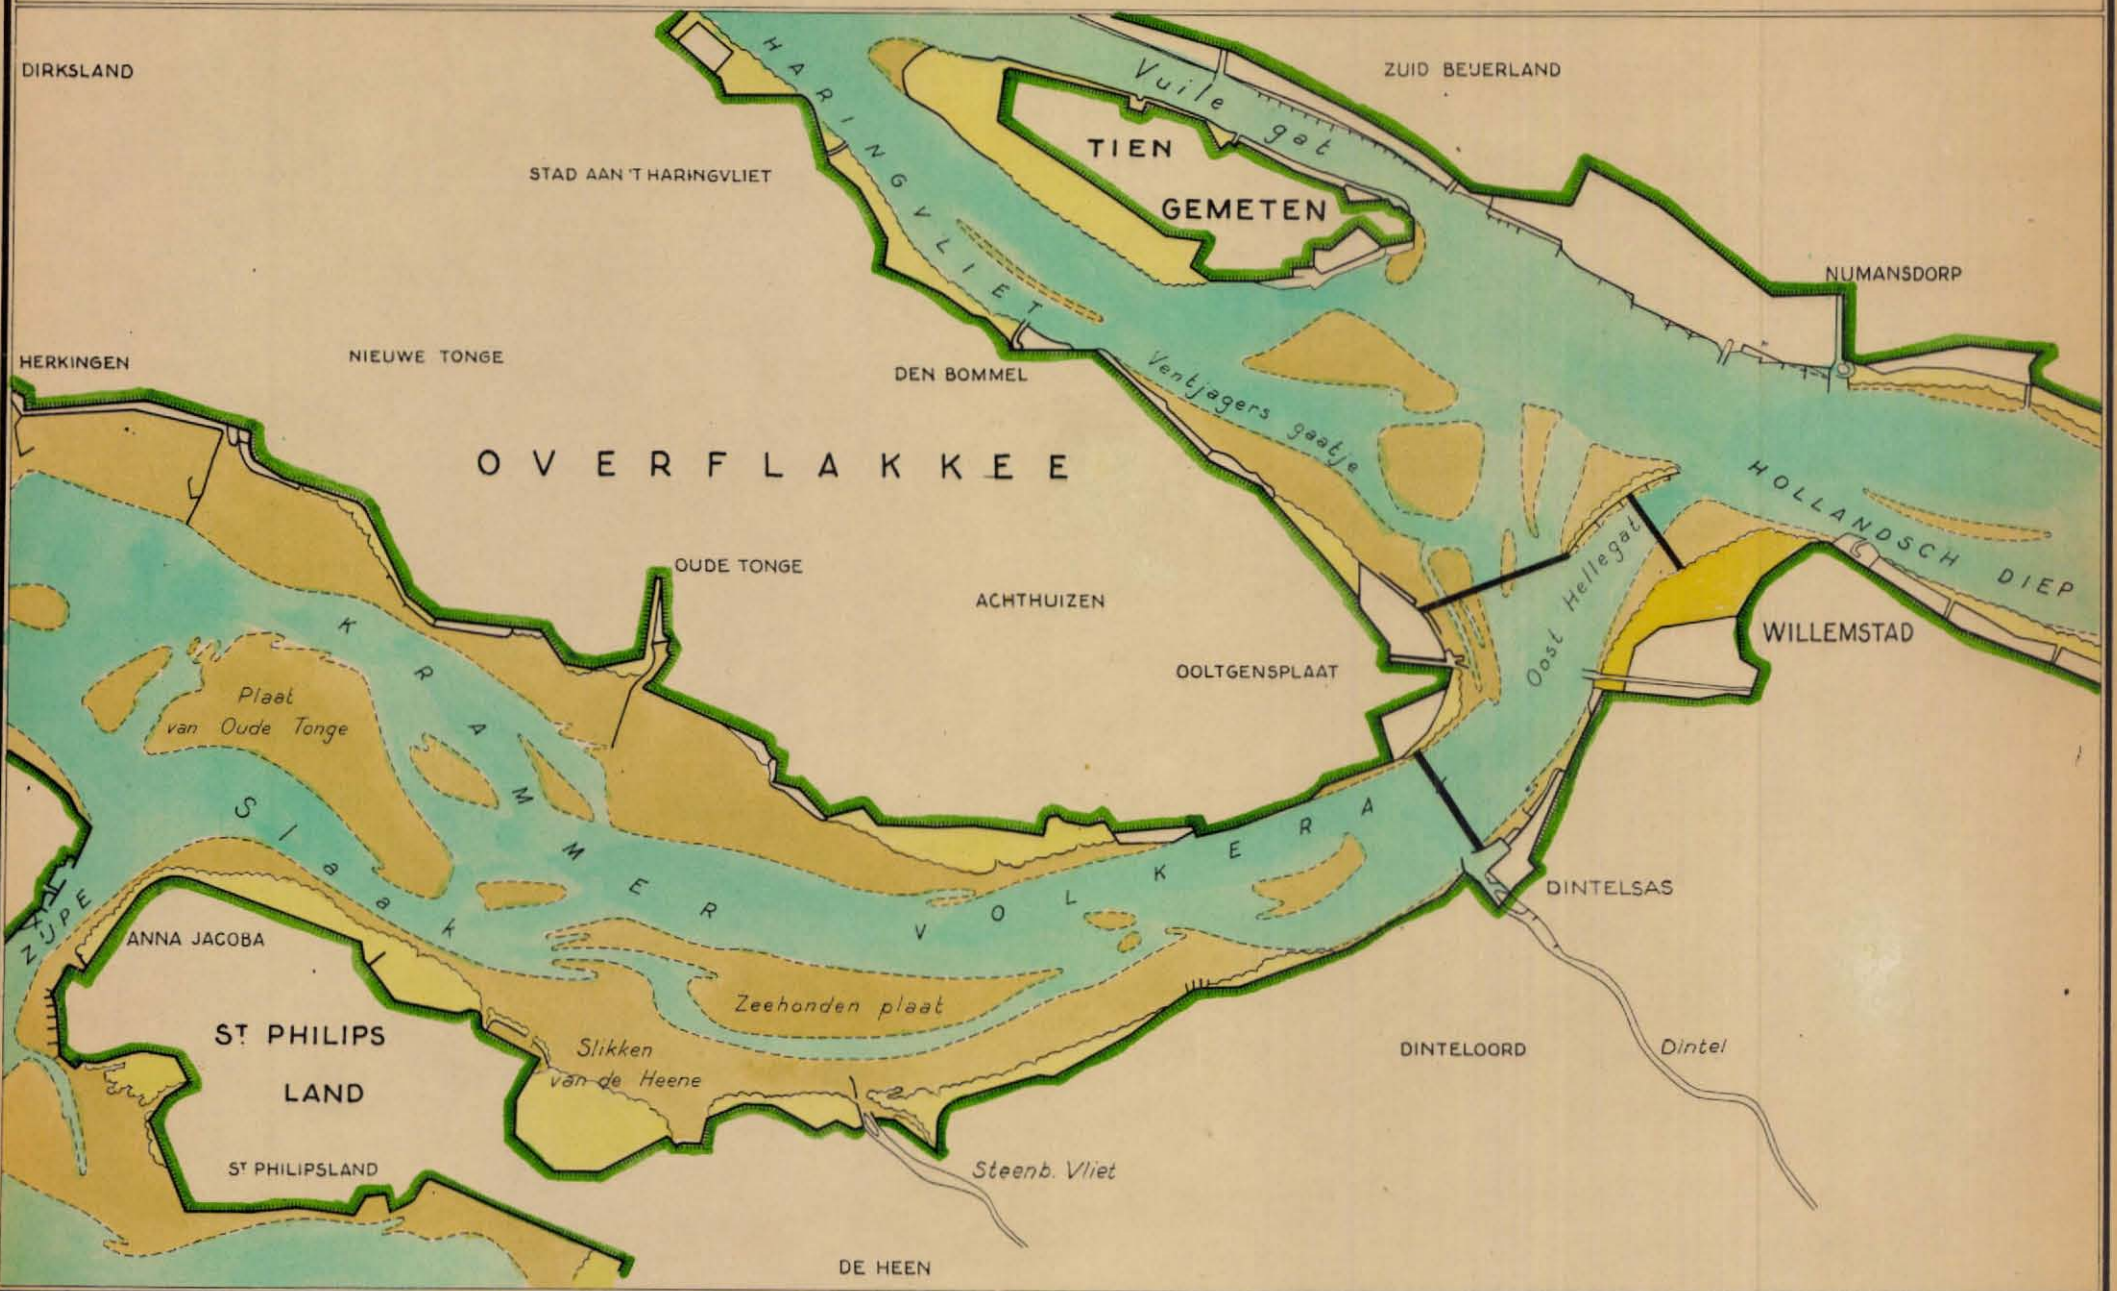 DIRKSLAND
HARINGVLIET
Vuile gat
ZUID BEIJERLAND
TIEN
GEMETEN
STAD AAN 'T HARINGVLIET
NUMANSDORP
HERKINGEN
NIEUWE TONGE
DEN BOMMEL
Ventjagers gaatje
OVERFLAKKEE
HOLLANDSCH DIEP
OUDE TONGE
ACHTHUIZEN
Oost Hellegat
WILLEMSTAD
OOLTGENSPLAAT
KRAMMER
Plaat
van Oude Tonge
Slaak
VOLKERA
DINTELSAS
ZIJPE
ANNA JACOBA
Zeehonden plaat
ST PHILIPS
LAND
Slikken
van de Heene
DINTELOORD
Dintel
ST PHILIPSLAND
Steenb. Vliet
DE HEEN